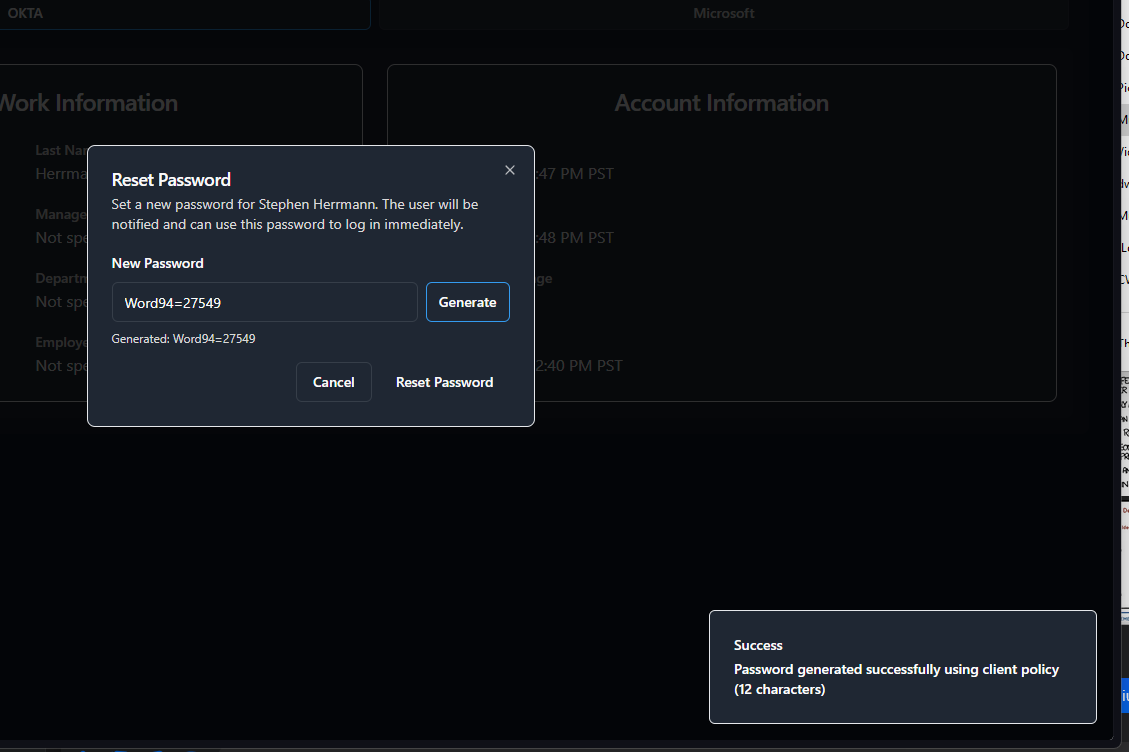 OKTA
Microsoft
Work Information
Account Information
Last Na
Herrma
:47 PM PST
Manage
Not spe
:48 PM PST
Departm
ge
Not spe
Employe
Not spe
2:40 PM PST
Reset Password
Set a new password for Stephen Herrmann. The user will be
notified and can use this password to log in immediately.
New Password
Word94=27549
Generate
Generated: Word94=27549
Cancel
Reset Password
Success
Password generated successfully using client policy
(12 characters)